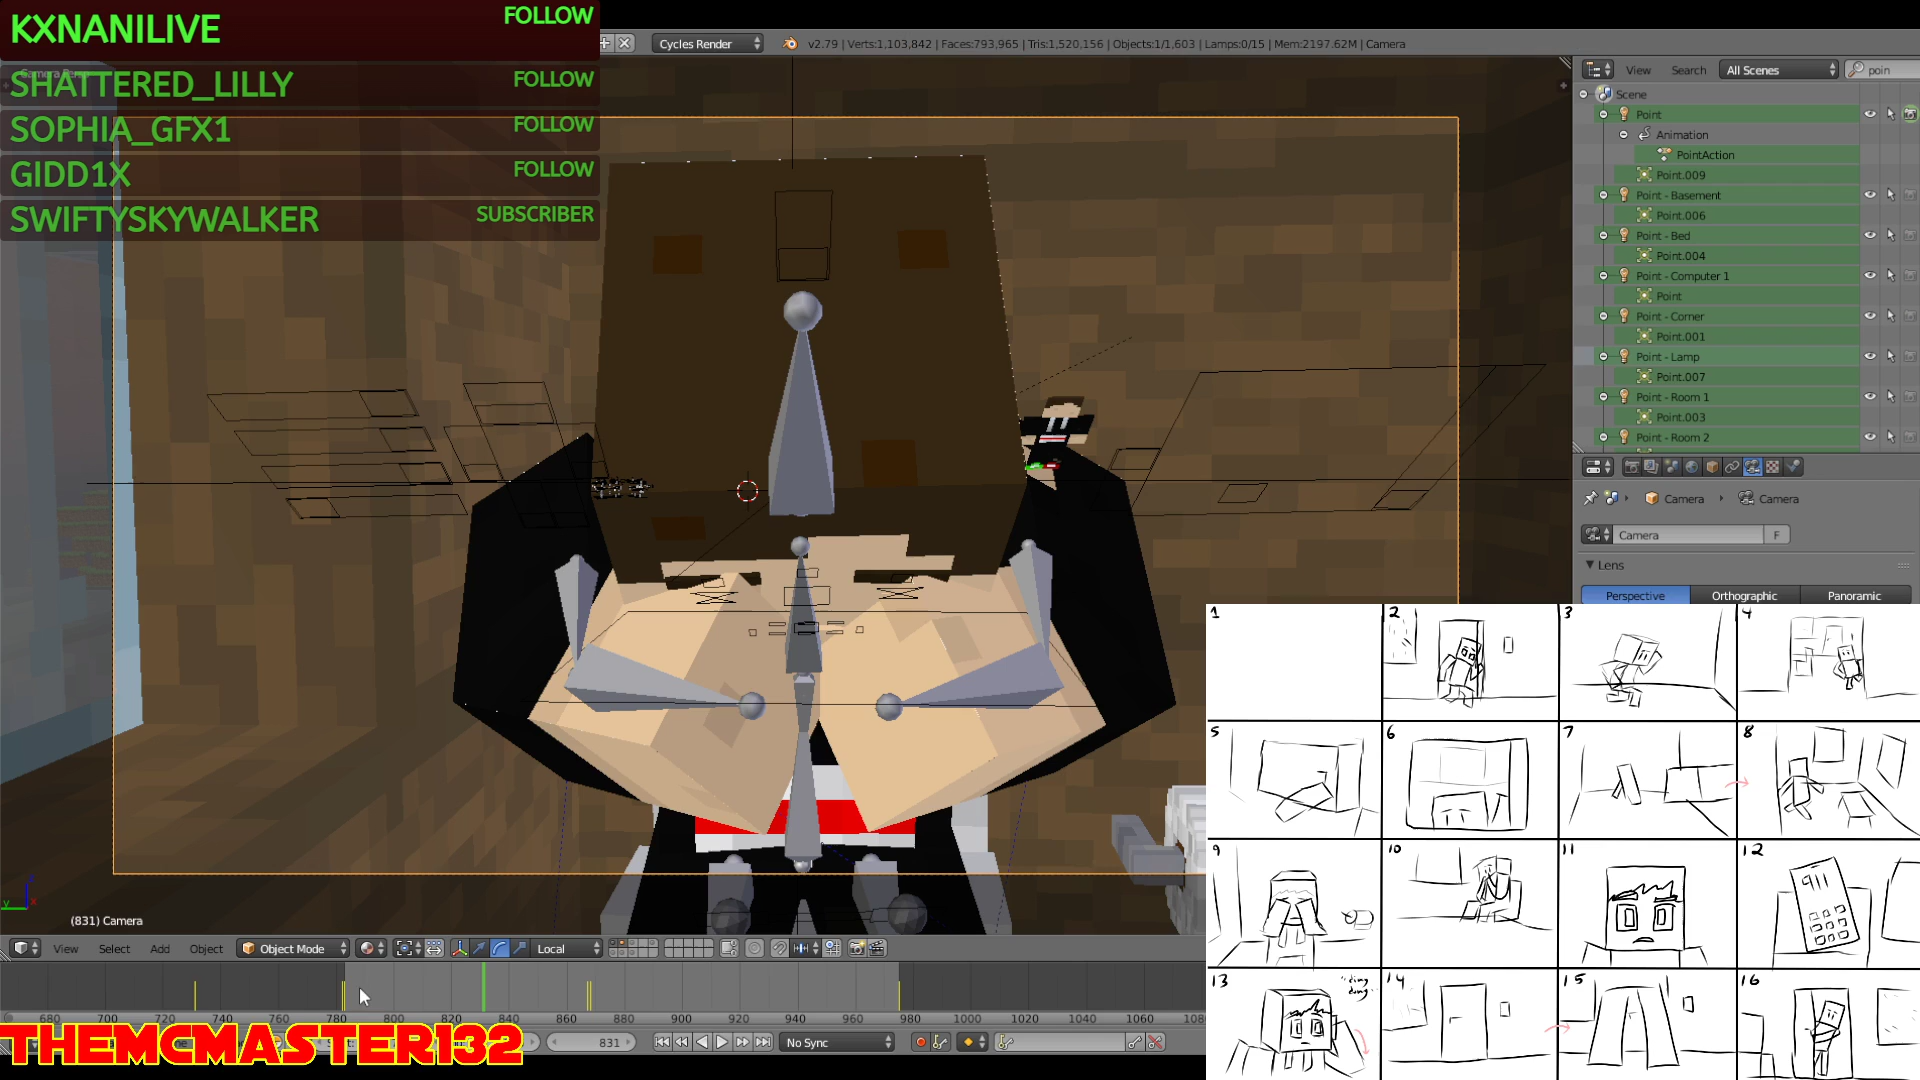 KXNANILIVE FOLLOW
SHATTERED_LILLY FOLLOW
SOPHIA_GFX1 FOLLOW
GIDD1X FOLLOW
SWIFTYSKYWALKER SUBSCRIBER
Cycles Render
v2.79 | Verts:1,103,842 | Faces:793,965 | Tris:1,520,156 | Objects:1/1,603 | Lamps:0/15 | Mem:2197.62M | Camera
View Search All Scenes poin
Scene
Point
Animation
PointAction
Point.009
Point - Basement
Point.006
Point - Bed
Point.004
Point - Computer 1
Point
Point - Corner
Point.001
Point - Lamp
Point.007
Point - Room 1
Point.003
Point - Room 2
Camera Camera
Camera F
Lens
Perspective Orthographic Panoramic
1 2 3 4
5 6 7 8
9 10 11 12
911
13 "ding dong" 14 15 16
(831) Camera
View Select Add Object Object Mode Local
680 700 720 740 760 780 800 820 840 860 880 900 920 940 960 980 1000 1020 1040 1060
831 No Sync
THEMCMASTER132